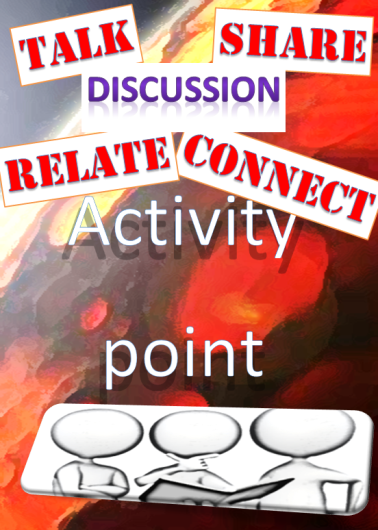 TALK SHARE
DISCUSSION
RELATE CONNECT
Activity
point